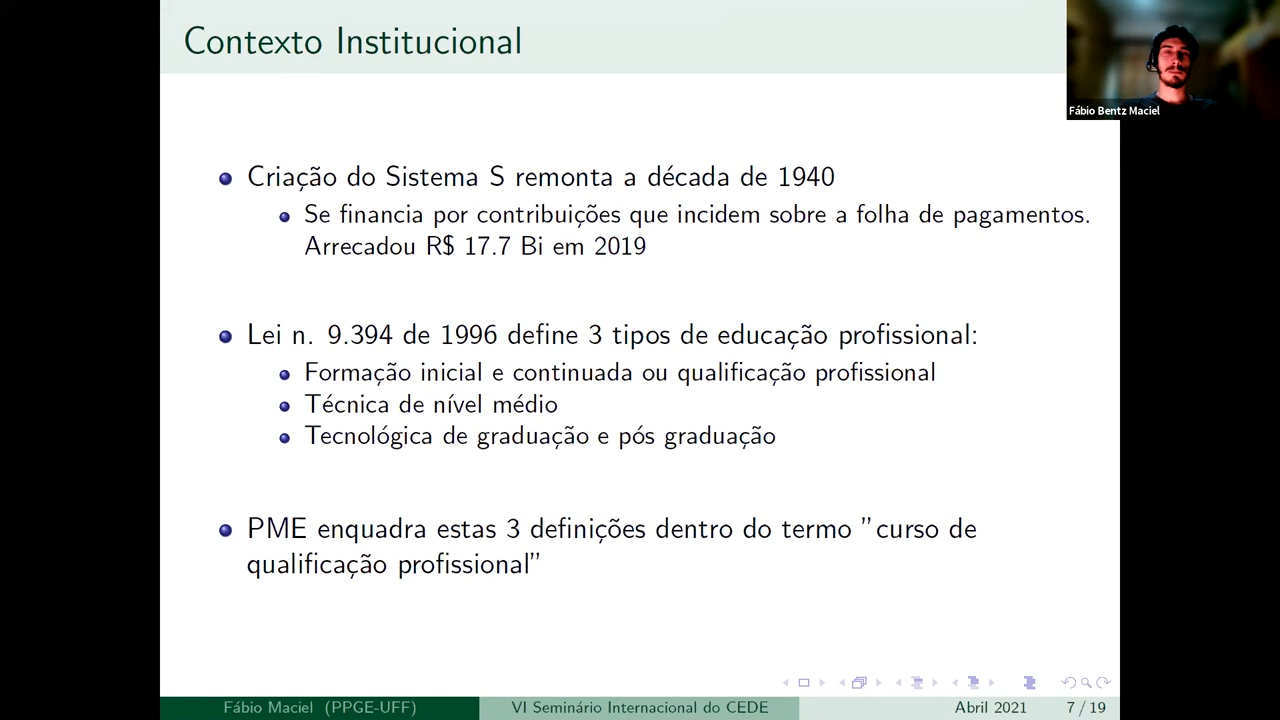 Contexto Institucional
Fábio Bentz Maciel
Criação do Sistema S remonta a década de 1940
Se financia por contribuições que incidem sobre a folha de pagamentos.
Arrecadou R$ 17.7 Bi em 2019
Lei n. 9.394 de 1996 define 3 tipos de educação profissional:
Formação inicial e continuada ou qualificação profissional
Técnica de nível médio
Tecnológica de graduação e pós graduação
PME enquadra estas 3 definições dentro do termo ”curso de
qualificação profissional”
Fábio Maciel (PPGE-UFF) VI Seminário Internacional do CEDE Abril 2021 7 / 19